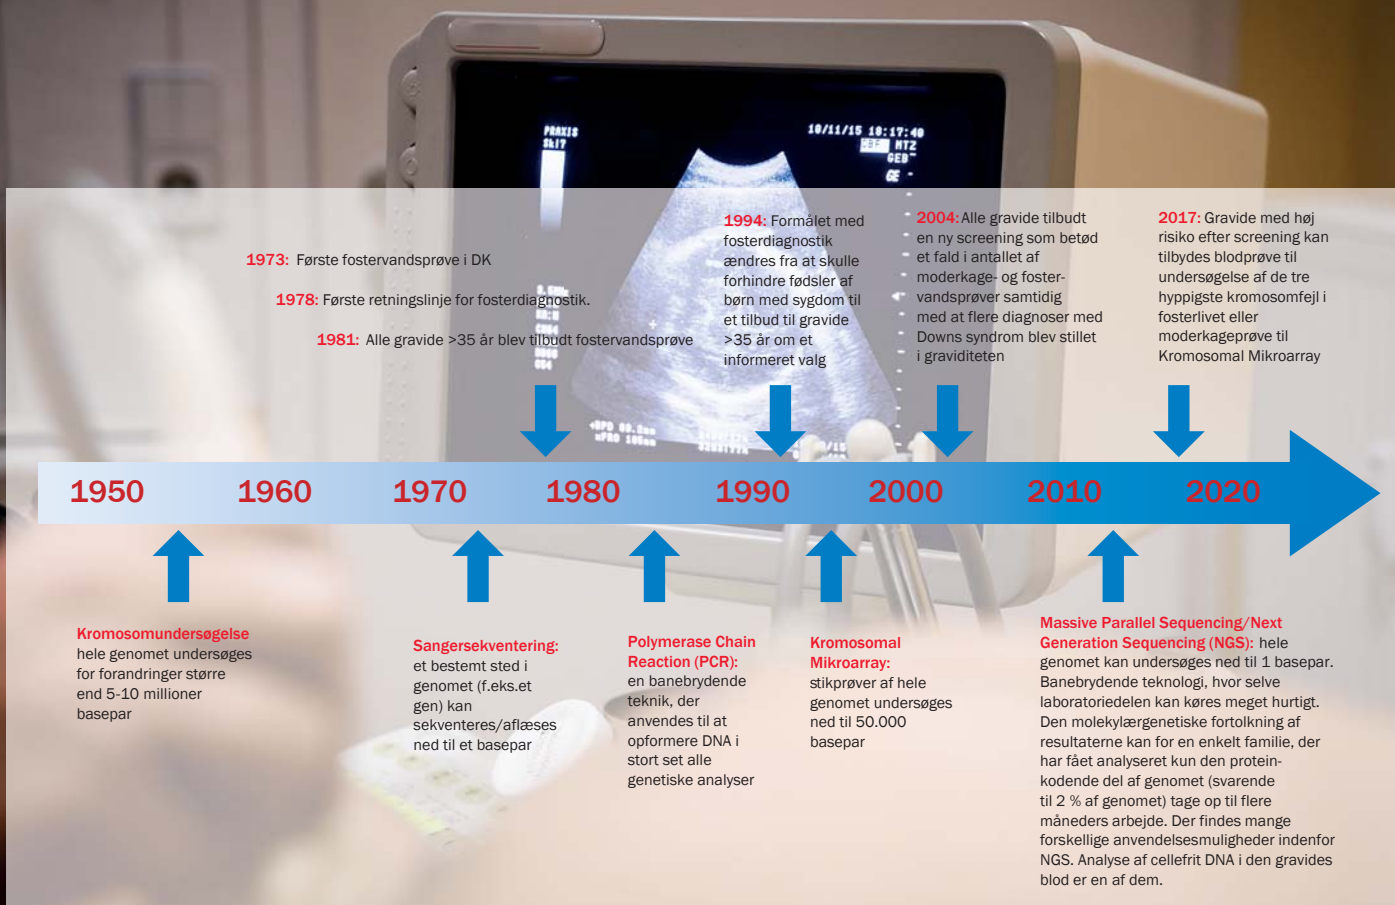 PRAXIS
10/11/15 10:17:40
MTZ
GEB
GE
1973: Første fostervandsprøve i DK
1978: Første retningslinje for fosterdiagnostik.
1981: Alle gravide >35 år blev tilbudt fostervandsprøve
1994: Formålet med
fosterdiagnostik
ændres fra at skulle
forhindre fødsler af
børn med sygdom til
et tilbud til gravide
>35 år om et
informeret valg
2004: Alle gravide tilbudt
en ny screening som betød
et fald i antallet af
moderkage- og foster-
vandsprøver samtidig
med at flere diagnoser med
Downs syndrom blev stillet
i graviditeten
2017: Gravide med høj
risiko efter screening kan
tilbydes blodprøve til
undersøgelse af de tre
hyppigste kromosomfejl i
fosterlivet eller
moderkageprøve til
Kromosomal Mikroarray
1950 1960 1970 1980 1990 2000 2010 2020
Kromosomundersøgelse
hele genomet undersøges
for forandringer større
end 5-10 millioner
basepar
Sangersekventering:
et bestemt sted i
genomet (f.eks.et
gen) kan
sekventeres/aflæses
ned til et basepar
Polymerase Chain
Reaction (PCR):
en banebrydende
teknik, der
anvendes til at
opformere DNA i
stort set alle
genetiske analyser
Kromosomal
Mikroarray:
stikprøver af hele
genomet undersøges
ned til 50.000
basepar
Massive Parallel Sequencing/Next
Generation Sequencing (NGS): hele
genomet kan undersøges ned til 1 basepar.
Banebrydende teknologi, hvor selve
laboratoriedelen kan køres meget hurtigt.
Den molekylærgenetiske fortolkning af
resultaterne kan for en enkelt familie, der
har fået analyseret kun den protein-
kodende del af genomet (svarende
til 2 % af genomet) tage op til flere
måneders arbejde. Der findes mange
forskellige anvendelsesmuligheder indenfor
NGS. Analyse af cellefrit DNA i den gravides
blod er en af dem.